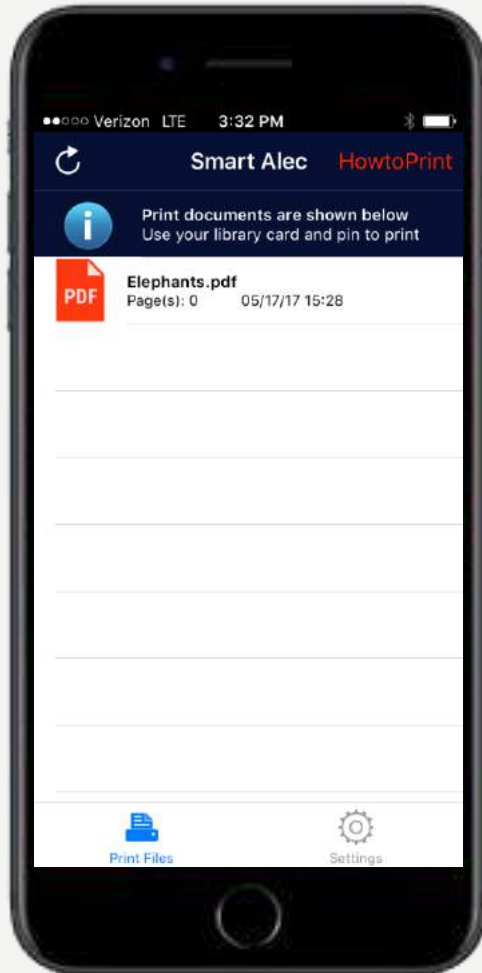 ●●○○○ Verizon LTE 3:32 PM
Smart Alec HowtoPrint
Print documents are shown below
Use your library card and pin to print
PDF
Elephants.pdf
Page(s): 0 05/17/17 15:28
Print Files Settings